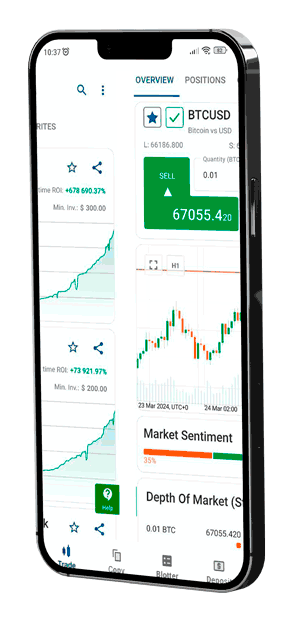 10:37
82
OVERVIEW POSITIONS
RITES
BTCUSD
Bitcoin vs USD
L: 66186.800
S:
time ROI: +678 690.37%
Min. Inv.: $ 300.00
SELL
Quantity (BTC
0.01
67055.420
H1
time ROI: +73 921.97%
Min. Inv.: $ 200.00
23 Mar 2024, UTC+0
24 Mar 02:00
Market Sentiment
35%
Help
Depth Of Market (S
k
0.01 BTC
67055.420
Trade
Copy
Blotter
Deposit